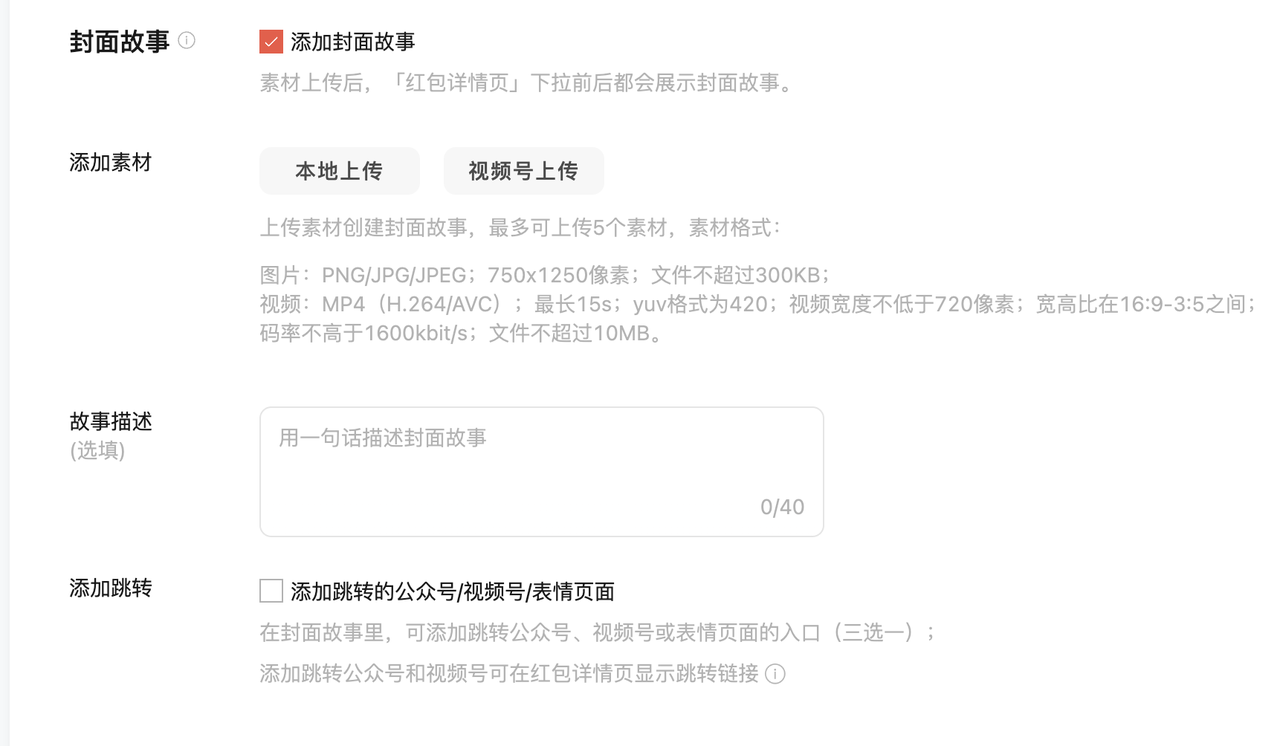 封面故事
添加封面故事
素材上传后，「红包详情页」下拉前后都会展示封面故事。
添加素材
本地上传
视频号上传
上传素材创建封面故事，最多可上传5个素材，素材格式：
图片：PNG/JPG/JPEG；750x1250像素；文件不超过300KB；
视频：MP4（H.264/AVC）；最长15s；yuv格式为420；视频宽度不低于720像素；宽高比在16:9-3:5之间；
码率不高于1600kbit/s；文件不超过10MB。
故事描述
(选填)
用一句话描述封面故事
0/40
添加跳转
添加跳转的公众号/视频号/表情页面
在封面故事里，可添加跳转公众号、视频号或表情页面的入口（三选一）；
添加跳转公众号和视频号可在红包详情页显示跳转链接